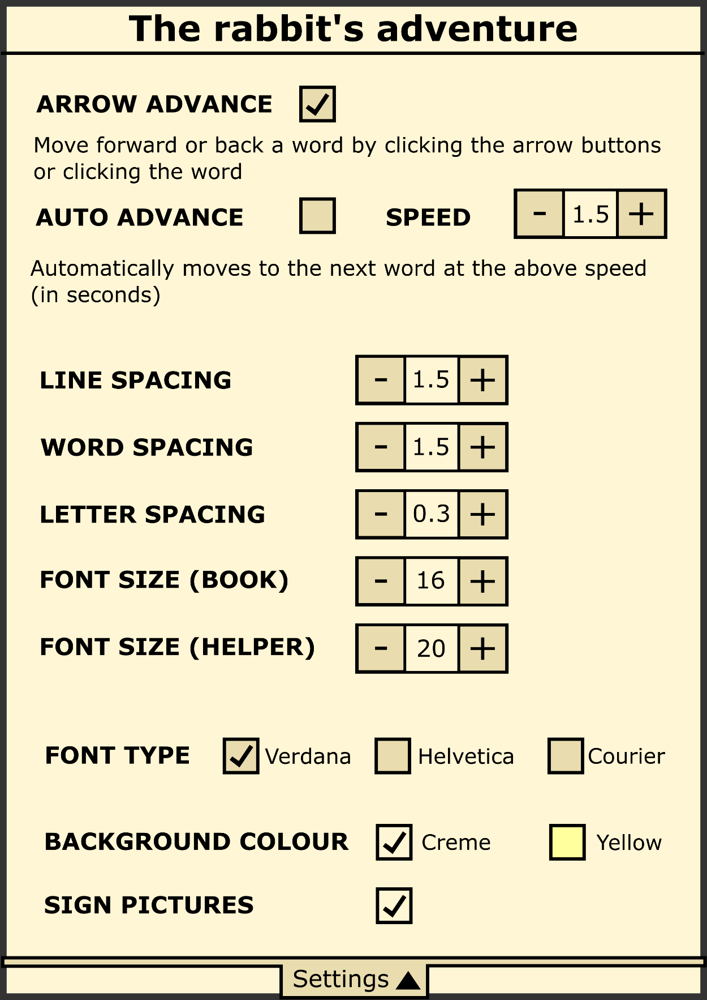 The rabbit's adventure
ARROW ADVANCE
Move forward or back a word by clicking the arrow buttons
or clicking the word
AUTO ADVANCE SPEED - 1.5 +
Automatically moves to the next word at the above speed
(in seconds)
LINE SPACING - 1.5 +
WORD SPACING - 1.5 +
LETTER SPACING - 0.3 +
FONT SIZE (BOOK) - 16 +
FONT SIZE (HELPER) - 20 +
FONT TYPE Verdana Helvetica Courier
BACKGROUND COLOUR Creme Yellow
SIGN PICTURES
Settings